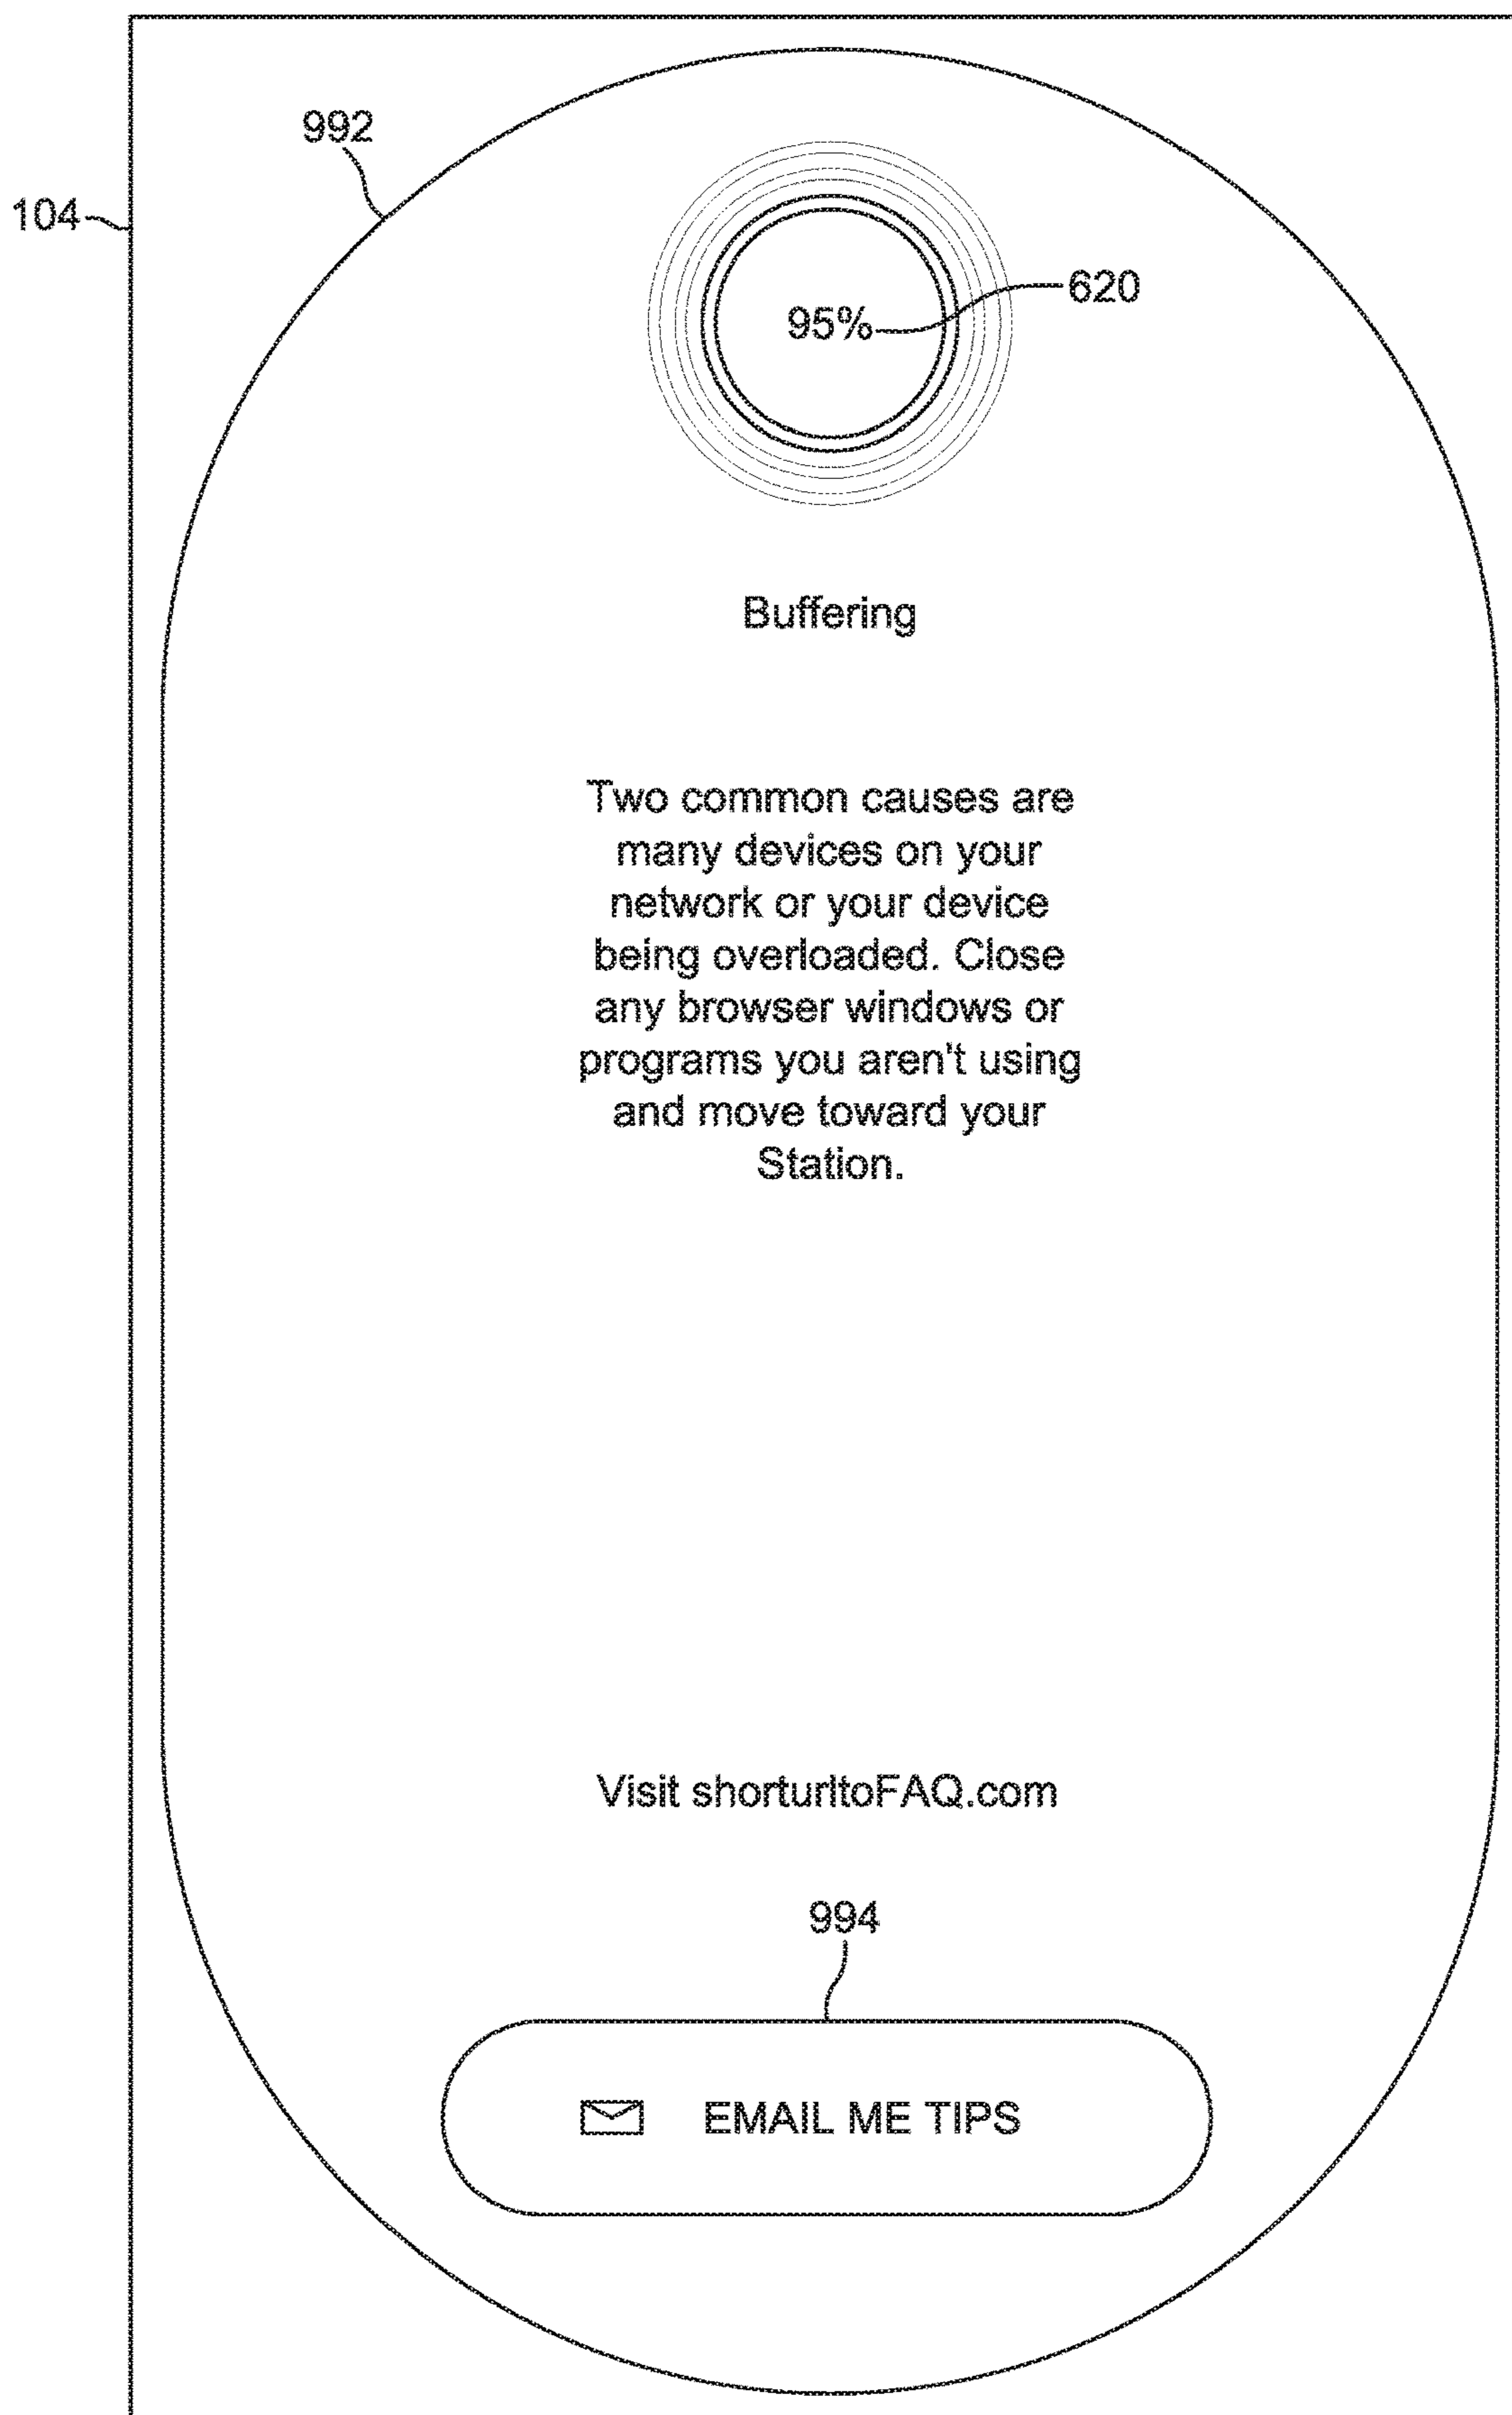 992
104
620
95%
Buffering
Two common causes are
many devices on your
network or your device
being overloaded. Close
any browser windows or
programs you aren't using
and move toward your
Station.
Visit shorturltoFAQ.com
994
EMAIL ME TIPS